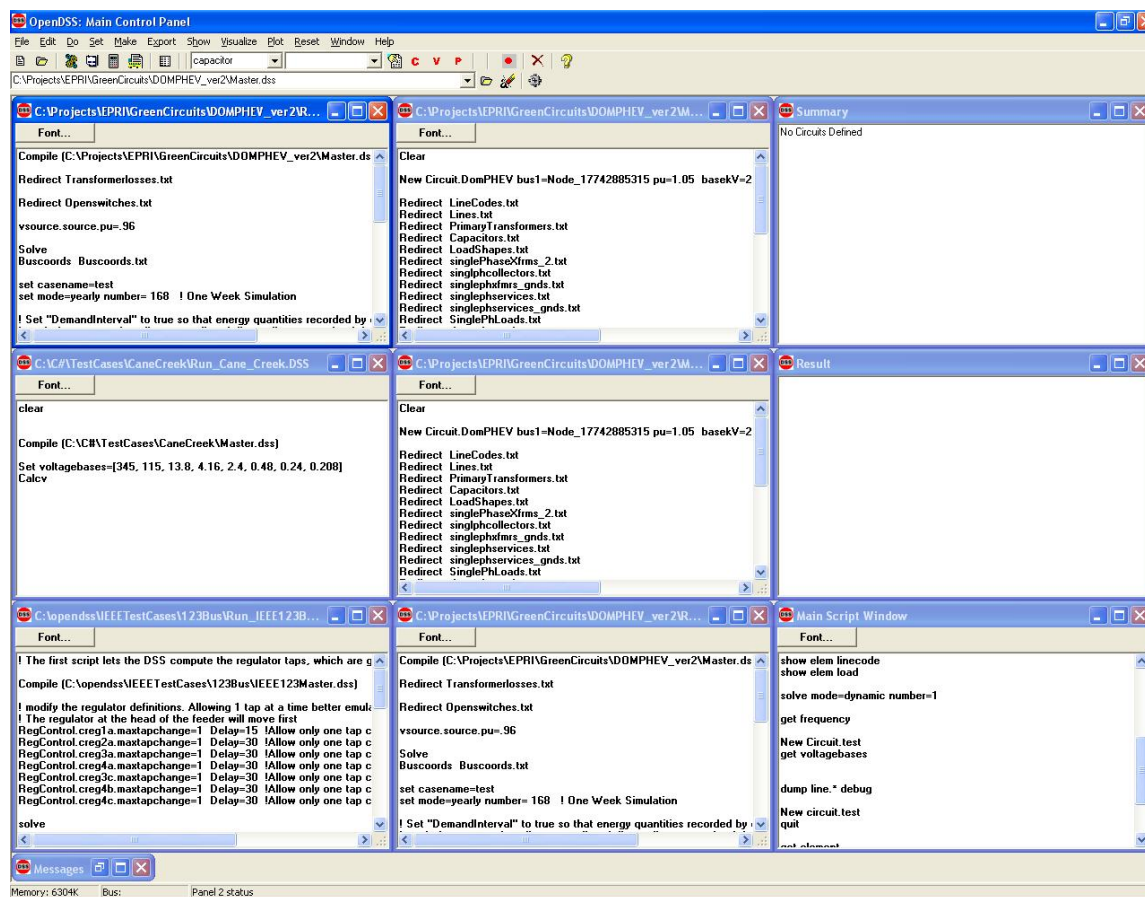 OpenDSS: Main Control Panel
File Edit Do Set Make Export Show Visualize Plot Reset Window Help
capacitor C V P
C:\Projects\EPRI\GreenCircuits\DOMPHEV_ver2\Master.dss
C:\Projects\EPRI\GreenCircuits\DOMPHEV_ver2\R...
Font...
Compile (C:\Projects\EPRI\GreenCircuits\DOMPHEV_ver2\Master.ds
Redirect Transformerlosses.txt
Redirect Openswitches.txt
vsource.source.pu=.96
Solve
Buscoords Buscoords.txt
set casename=test
set mode=yearly number= 168 ! One Week Simulation
! Set "DemandInterval" to true so that energy quantities recorded by
C:\Projects\EPRI\GreenCircuits\DOMPHEV_ver2\M...
Font...
Clear
New Circuit.DomPHEV bus1=Node_17742885315 pu=1.05 basekV=2
Redirect LineCodes.txt
Redirect Lines.txt
Redirect PrimaryTransformers.txt
Redirect Capacitors.txt
Redirect LoadShapes.txt
Redirect singlePhaseXfrms_2.txt
Redirect singlphcollectors.txt
Redirect singlephxfmrs_gnds.txt
Redirect singlephservices.txt
Redirect singlephservices_gnds.txt
Redirect SinglePhLoads.txt
Summary
No Circuits Defined
C:\C#\TestCases\CaneCreek\Run_Cane_Creek.DSS
Font...
clear
Compile (C:\C#\TestCases\CaneCreek\Master.dss)
Set voltagebases=[345, 115, 13.8, 4.16, 2.4, 0.48, 0.24, 0.208]
Calcv
C:\Projects\EPRI\GreenCircuits\DOMPHEV_ver2\M...
Font...
Clear
New Circuit.DomPHEV bus1=Node_17742885315 pu=1.05 basekV=2
Redirect LineCodes.txt
Redirect Lines.txt
Redirect PrimaryTransformers.txt
Redirect Capacitors.txt
Redirect LoadShapes.txt
Redirect singlePhaseXfrms_2.txt
Redirect singlphcollectors.txt
Redirect singlephxfmrs_gnds.txt
Redirect singlephservices.txt
Redirect singlephservices_gnds.txt
Redirect SinglePhLoads.txt
Result
C:\opendss\IEEETestCases\123Bus\Run_IEEE123B...
Font...
! The first script lets the DSS compute the regulator taps, which are g
Compile (C:\opendss\IEEETestCases\123Bus\IEEE123Master.dss)
! modify the regulator definitions. Allowing 1 tap at a time better emula
! The regulator at the head of the feeder will move first
RegControl.creg1a.maxtapchange=1 Delay=15 !Allow only one tap c
RegControl.creg2a.maxtapchange=1 Delay=30 !Allow only one tap c
RegControl.creg3a.maxtapchange=1 Delay=30 !Allow only one tap c
RegControl.creg4a.maxtapchange=1 Delay=30 !Allow only one tap c
RegControl.creg3c.maxtapchange=1 Delay=30 !Allow only one tap c
RegControl.creg4b.maxtapchange=1 Delay=30 !Allow only one tap c
RegControl.creg4c.maxtapchange=1 Delay=30 !Allow only one tap c
solve
C:\Projects\EPRI\GreenCircuits\DOMPHEV_ver2\R...
Font...
Compile (C:\Projects\EPRI\GreenCircuits\DOMPHEV_ver2\Master.ds
Redirect Transformerlosses.txt
Redirect Openswitches.txt
vsource.source.pu=.96
Solve
Buscoords Buscoords.txt
set casename=test
set mode=yearly number= 168 ! One Week Simulation
! Set "DemandInterval" to true so that energy quantities recorded by
Main Script Window
Font...
show elem linecode
show elem load
solve mode=dynamic number=1
get frequency
New Circuit.test
get voltagebases
dump line.* debug
New circuit.test
quit
Messages
Memory: 6304K Bus: Panel 2 status